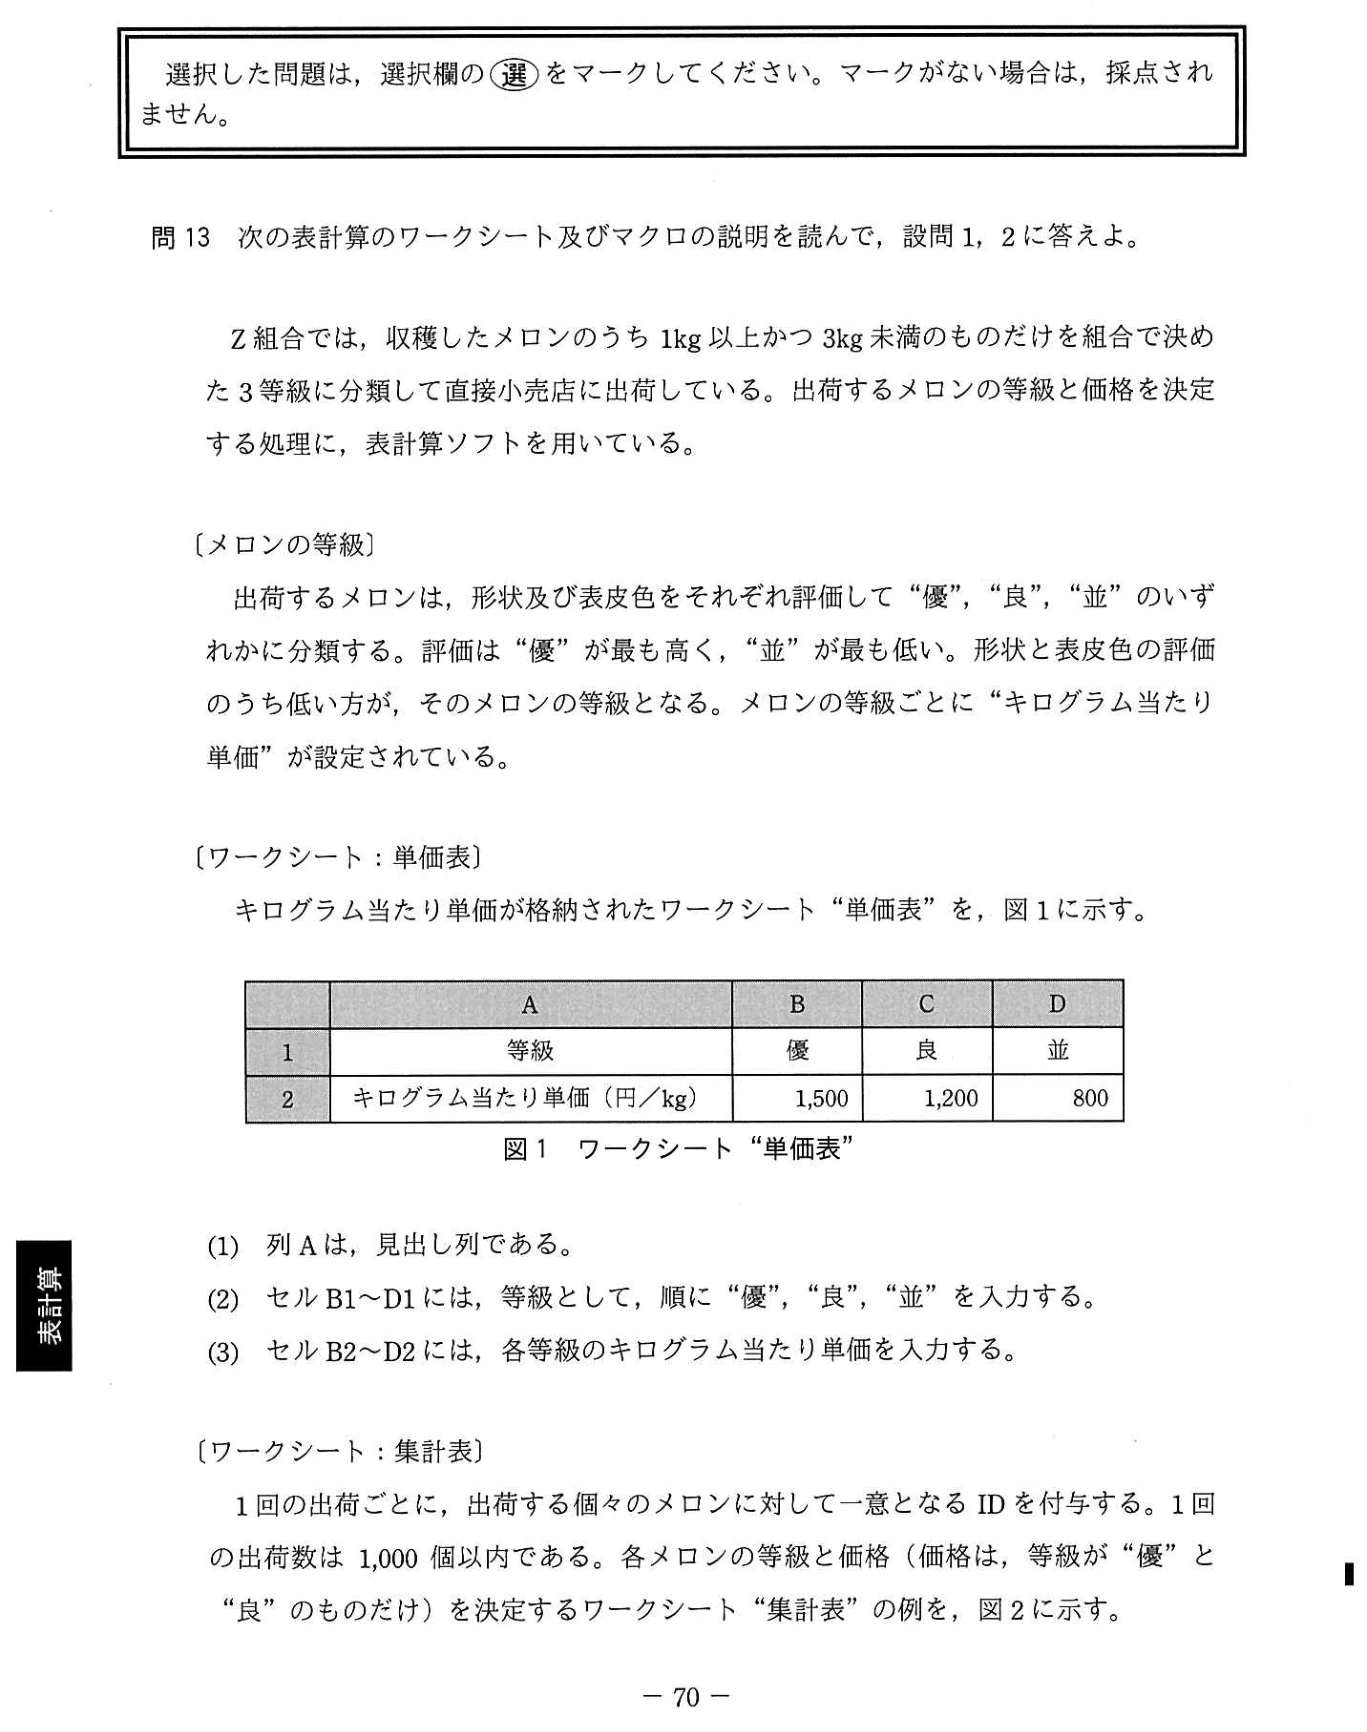 選択した問題は，選択欄の㊫をマークしてください。マークがない場合は，採点され
ません。
問 13　次の表計算のワークシート及びマクロの説明を読んで，設問 1，2 に答えよ。
Z 組合では，収穫したメロンのうち 1kg 以上かつ 3kg 未満のものだけを組合で決め
た 3 等級に分類して直接小売店に出荷している。出荷するメロンの等級と価格を決定
する処理に，表計算ソフトを用いている。
〔メロンの等級〕
出荷するメロンは，形状及び表皮色をそれぞれ評価して “優”，“良”，“並” のいず
れかに分類する。評価は “優” が最も高く，“並” が最も低い。形状と表皮色の評価
のうち低い方が，そのメロンの等級となる。メロンの等級ごとに “キログラム当たり
単価” が設定されている。
〔ワークシート：単価表〕
キログラム当たり単価が格納されたワークシート “単価表” を，図 1 に示す。
A B C D
1 等級 優 良 並
2 キログラム当たり単価（円／kg） 1,500 1,200 800
図 1　ワークシート “単価表”
(1)　列 A は，見出し列である。
(2)　セル B1～D1 には，等級として，順に “優”，“良”，“並” を入力する。
(3)　セル B2～D2 には，各等級のキログラム当たり単価を入力する。
表計算
〔ワークシート：集計表〕
1 回の出荷ごとに，出荷する個々のメロンに対して一意となる ID を付与する。1 回
の出荷数は 1,000 個以内である。各メロンの等級と価格（価格は，等級が “優” と
“良” のものだけ）を決定するワークシート “集計表” の例を，図 2 に示す。
－ 70 －